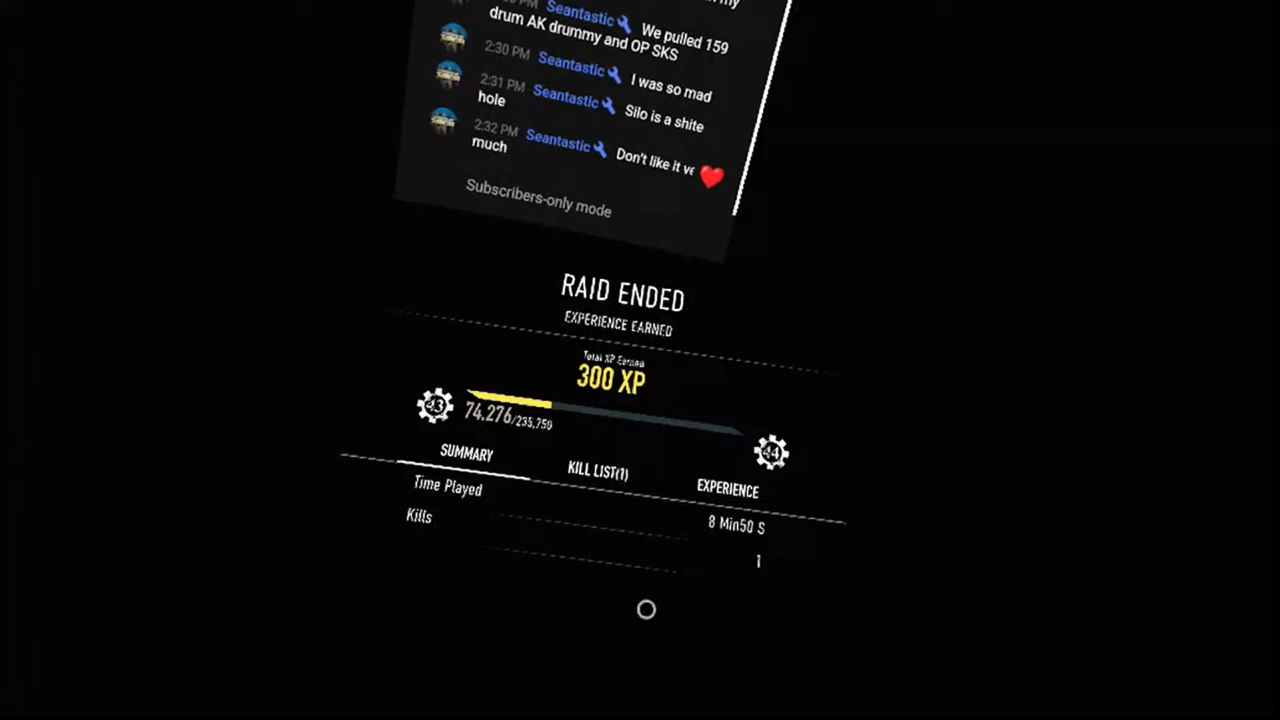 my
PM Seantastic We pulled 159
drum AK drummy and OP SKS
2:30 PM Seantastic I was so mad
2:31 PM Seantastic Silo is a shite
hole
2:32 PM Seantastic Don't like it ve
much
Subscribers-only mode
RAID ENDED
EXPERIENCE EARNED
Total XP Earned
300 XP
43
74,276/235,750
44
SUMMARY
KILL LIST(1)
EXPERIENCE
Time Played
8 Min50 S
Kills
1